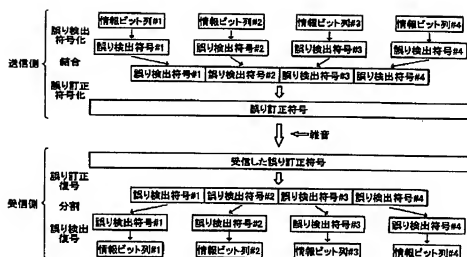 情報ビット列#1 情報ビット列#2 情報ビット列#3 情報ビット列#4
誤り検出符号化
誤り検出符号#1 誤り検出符号#2 誤り検出符号#3 誤り検出符号#4
送信側
結合
誤り検出符号#1 誤り検出符号#2 誤り検出符号#3 誤り検出符号#4
誤り訂正符号化
誤り訂正符号
雑音
受信した誤り訂正符号
誤り訂正復号
誤り検出符号#1 誤り検出符号#2 誤り検出符号#3 誤り検出符号#4
受信側
分割
誤り検出符号#1 誤り検出符号#2 誤り検出符号#3 誤り検出符号#4
誤り検出復号
情報ビット列#1 情報ビット列#2 情報ビット列#3 情報ビット列#4